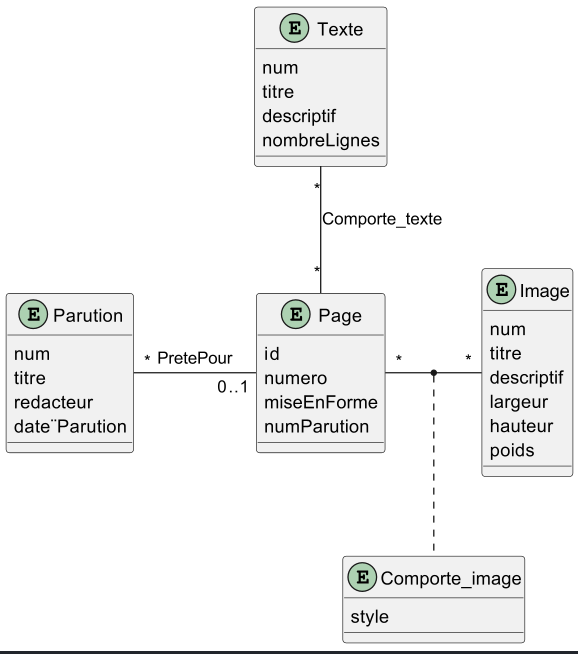 E Texte
num
titre
descriptif
nombreLignes
*
Comporte_texte
*
E Parution
num
titre
redacteur
date¨Parution
* PretePour
0..1
E Page
id
numero
miseEnForme
numParution
*
*
E Image
num
titre
descriptif
largeur
hauteur
poids
E Comporte_image
style